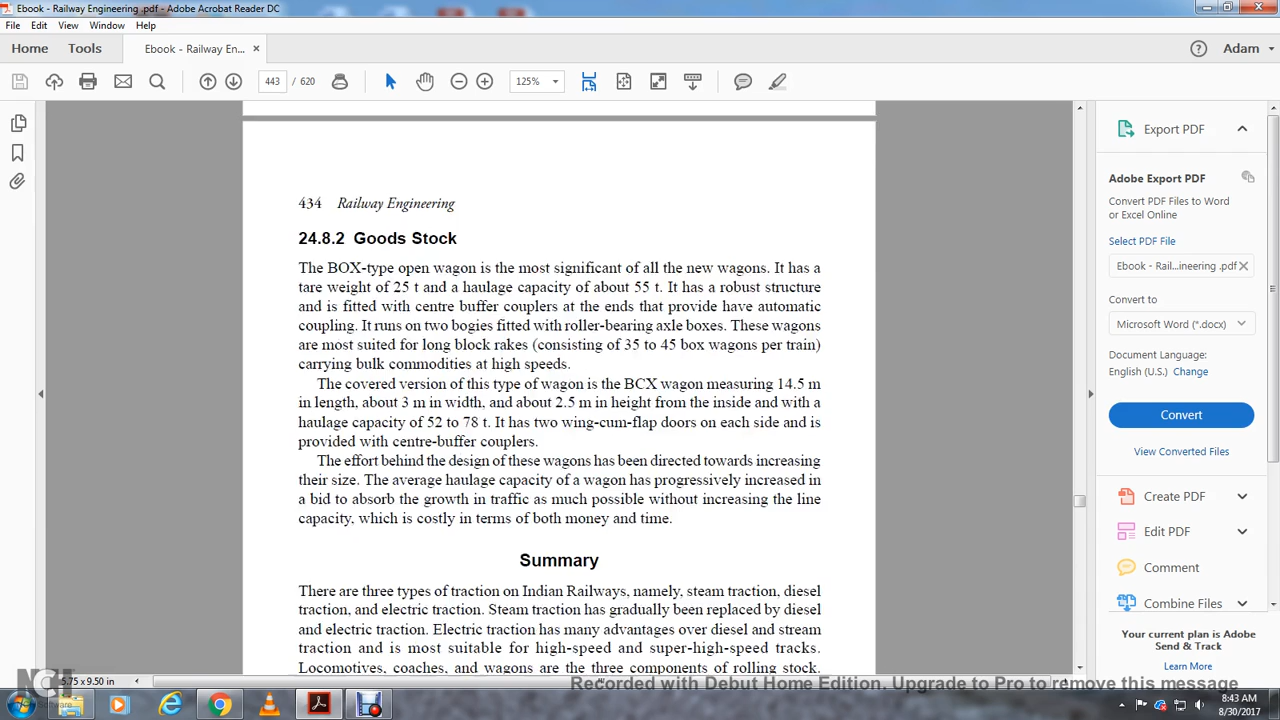 Ebook - Railway Engineering .pdf - Adobe Acrobat Reader DC
File Edit View Window Help
Home Tools Ebook - Railway En... × Adam
443 / 620 125%
434 Railway Engineering
24.8.2 Goods Stock
The BOX-type open wagon is the most significant of all the new wagons. It has a
tare weight of 25 t and a haulage capacity of about 55 t. It has a robust structure
and is fitted with centre buffer couplers at the ends that provide have automatic
coupling. It runs on two bogies fitted with roller-bearing axle boxes. These wagons
are most suited for long block rakes (consisting of 35 to 45 box wagons per train)
carrying bulk commodities at high speeds.
The covered version of this type of wagon is the BCX wagon measuring 14.5 m
in length, about 3 m in width, and about 2.5 m in height from the inside and with a
haulage capacity of 52 to 78 t. It has two wing-cum-flap doors on each side and is
provided with centre-buffer couplers.
The effort behind the design of these wagons has been directed towards increasing
their size. The average haulage capacity of a wagon has progressively increased in
a bid to absorb the growth in traffic as much possible without increasing the line
capacity, which is costly in terms of both money and time.
Summary
There are three types of traction on Indian Railways, namely, steam traction, diesel
traction, and electric traction. Steam traction has gradually been replaced by diesel
and electric traction. Electric traction has many advantages over diesel and stream
traction and is most suitable for high-speed and super-high-speed tracks.
Locomotives, coaches, and wagons are the three components of rolling stock.
Export PDF
Adobe Export PDF
Convert PDF Files to Word
or Excel Online
Select PDF File
Ebook - Rail...ineering .pdf
Convert to
Microsoft Word (*.docx)
Document Language:
English (U.S.) Change
Convert
View Converted Files
Create PDF
Edit PDF
Comment
Combine Files
Your current plan is Adobe
Send & Track
Learn More
5.75 x 9.50 in
Recorded with Debut Home Edition. Upgrade to Pro to remove this message
NCH
Software
8:43 AM
8/30/2017